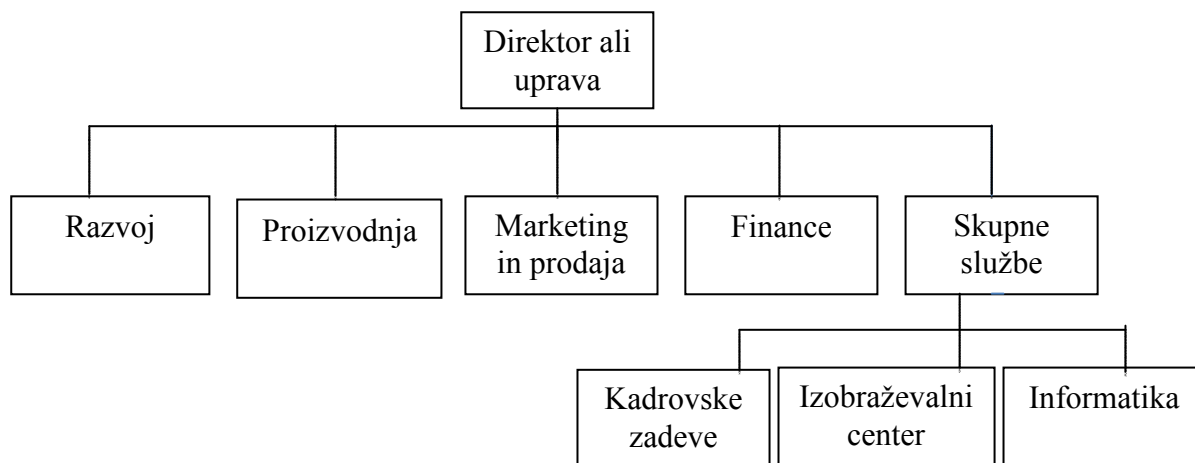 Direktor ali
uprava
Razvoj
Proizvodnja
Marketing
in prodaja
Finance
Skupne
službe
Kadrovske
zadeve
Izobraževalni
center
Informatika